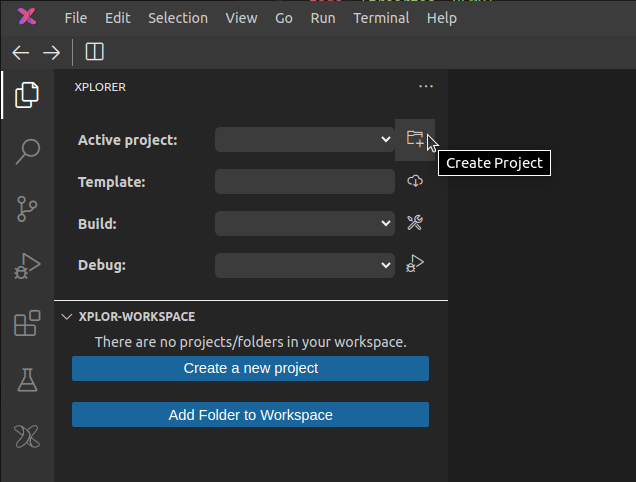 File Edit Selection View Go Run Terminal Help
XPLORER
Active project:
Create Project
Template:
Build:
Debug:
XPLOR-WORKSPACE
There are no projects/folders in your workspace.
Create a new project
Add Folder to Workspace